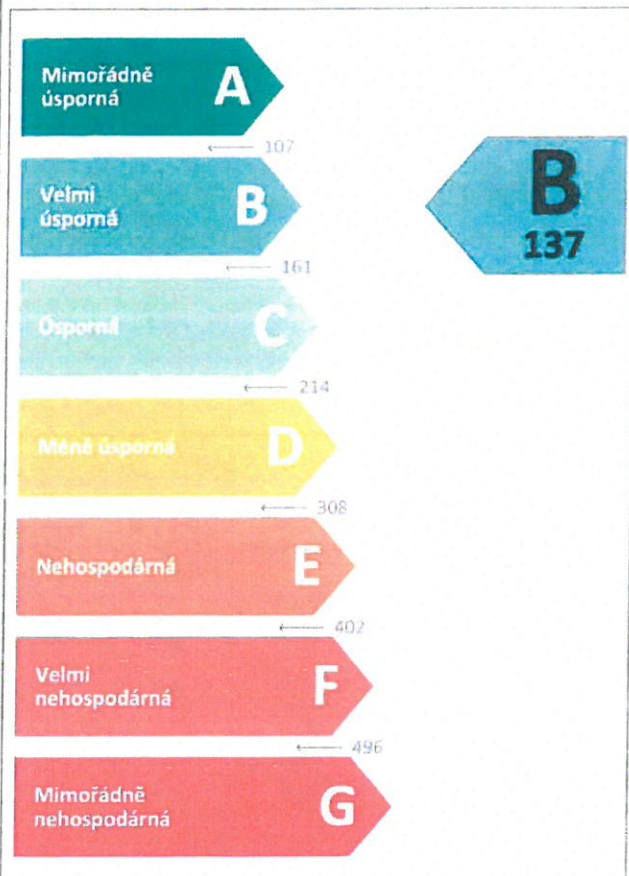 Mimořádně
úsporná
A
107
Velmi
úsporná
B
161
B
137
Úsporná
C
214
Méně úsporná
D
308
Nehospodárná
E
402
Velmi
nehospodárná
F
496
Mimořádně
nehospodárná
G